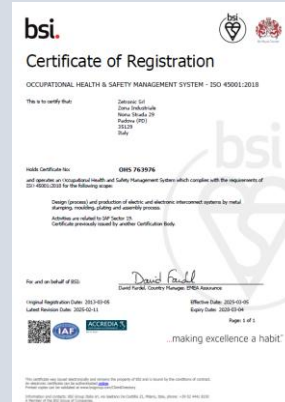 bsi.
bsi
Certificate of Registration
OCCUPATIONAL HEALTH & SAFETY MANAGEMENT SYSTEM - ISO 45001:2018
This is to certify that:
Zetronic Srl
Zona Industriale
Nona Strada 29
Padova (PD)
35129
Italy
Holds Certificate No:
OHS 763976
and operates an Occupational Health and Safety Management System which complies with the requirements of
ISO 45001:2018 for the following scope:
Design (process) and production of electric and electronic interconnect systems by metal
stamping, moulding, plating and assembly process.
Activities are related to IAF Sector 19.
Certificate previously issued by another Certification Body.
For and on behalf of BSI:
David Fardel, Country Manager, EMEA Assurance
Original Registration Date: 2013-03-05
Effective Date: 2025-03-05
Latest Revision Date: 2025-02-11
Expiry Date: 2028-03-04
Page: 1 of 1
IAF
ACCREDIA
...making excellence a habit™